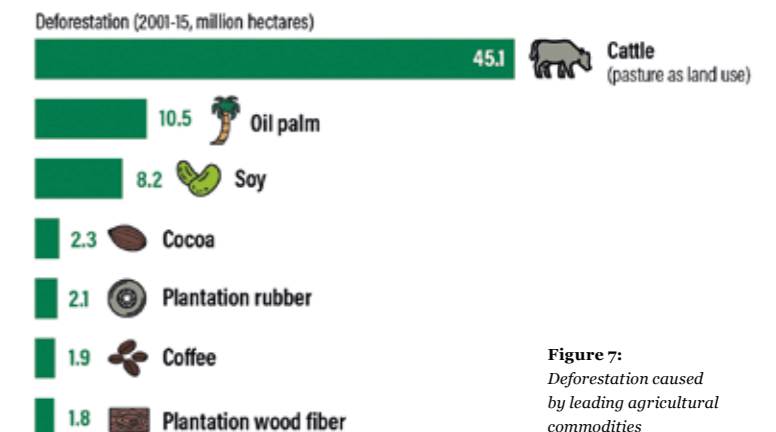 Deforestation (2001-15, million hectares)
45.1 Cattle
(pasture as land use)
10.5 Oil palm
8.2 Soy
2.3 Cocoa
2.1 Plantation rubber
1.9 Coffee
1.8 Plantation wood fiber
Figure 7:
Deforestation caused
by leading agricultural
commodities